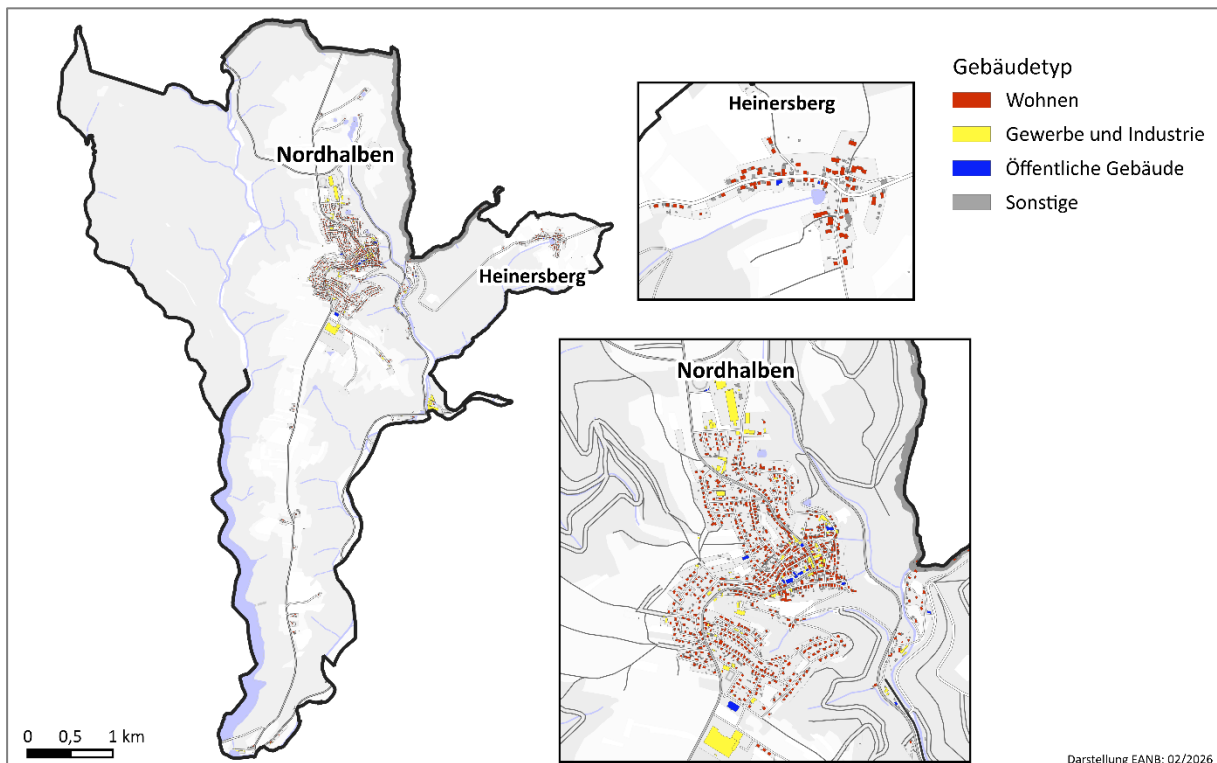 Nordhalben
Heinersberg
0 0,5 1 km
Heinersberg
Nordhalben
Gebäudetyp
Wohnen
Gewerbe und Industrie
Öffentliche Gebäude
Sonstige
Darstellung EANB: 02/2026